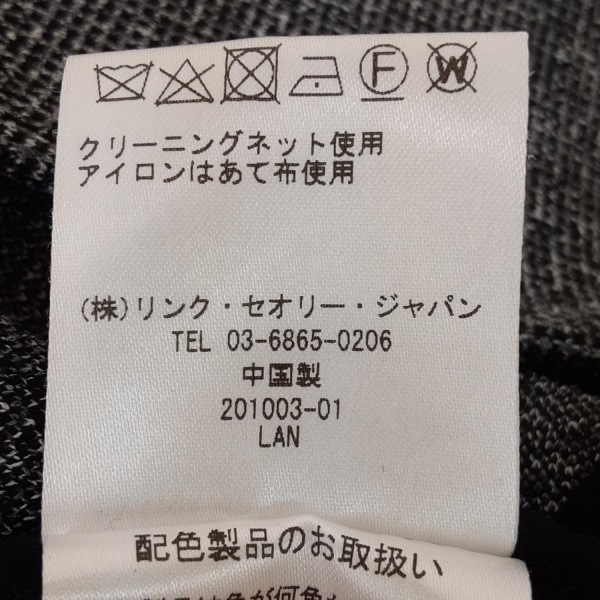 F W
クリーニングネット使用
アイロンはあて布使用
(株)リンク・セオリー・ジャパン
TEL 03-6865-0206
中国製
201003-01
LAN
配色製品のお取扱い